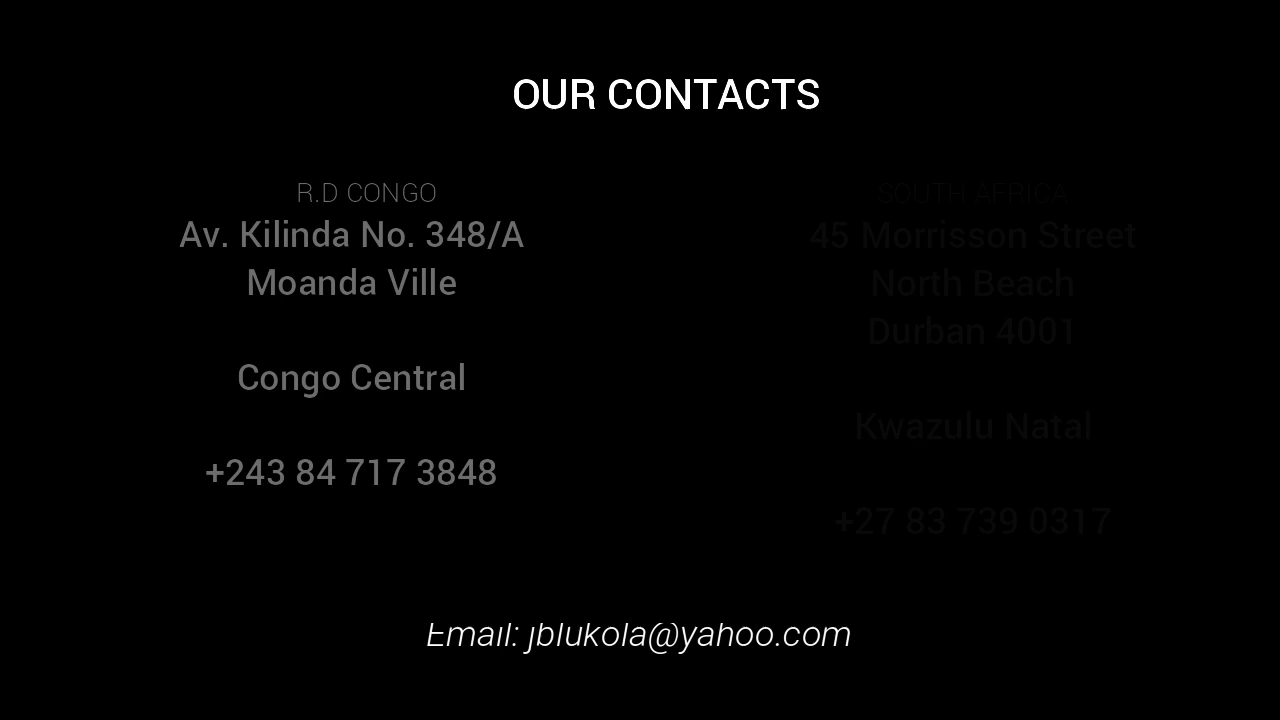 OUR CONTACTS
R.D CONGO
Av. Kilinda No. 348/A
Moanda Ville
Congo Central
+243 84 717 3848
SOUTH AFRICA
45 Morrisson Street
North Beach
Durban 4001
Kwazulu Natal
+27 83 739 0317
Email: jblukola@yahoo.com